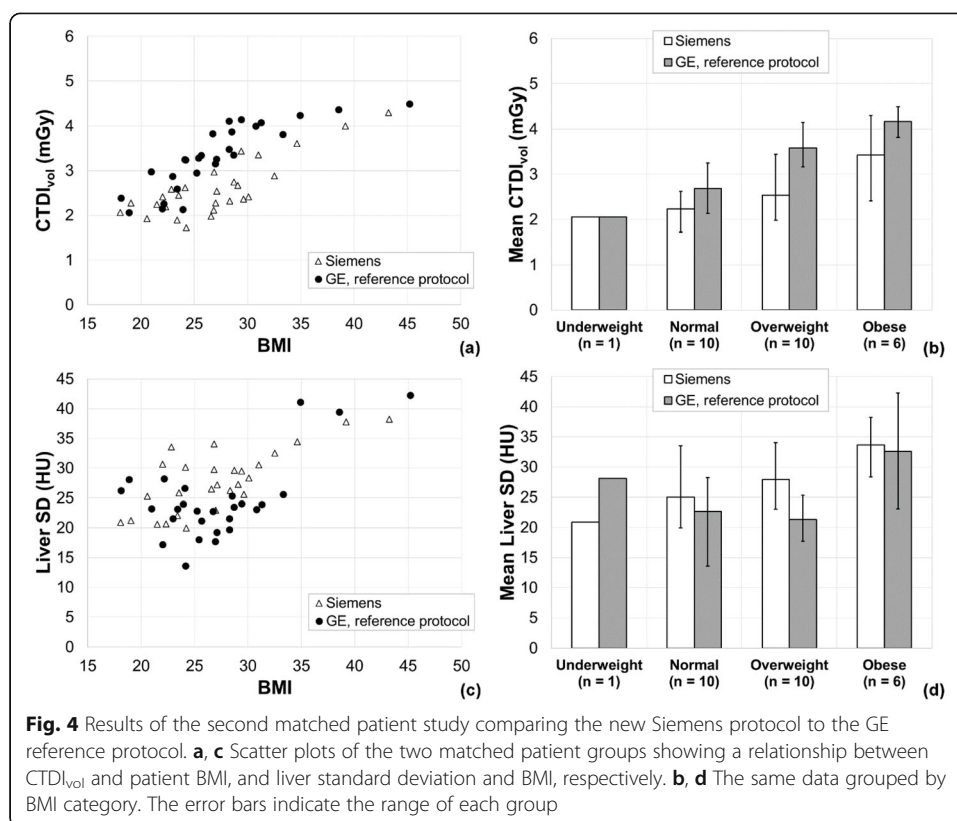 6
5
4
3
2
1
0
CTDIvol (mGy)
△ Siemens
● GE, reference protocol
15 20 25 30 35 40 45 50
BMI
(a)
6
5
4
3
2
1
0
Mean CTDIvol (mGy)
Siemens
GE, reference protocol
Underweight Normal Overweight Obese
(n = 1) (n = 10) (n = 10) (n = 6)
(b)
45
40
35
30
25
20
15
10
5
0
Liver SD (HU)
△ Siemens
● GE, reference protocol
15 20 25 30 35 40 45 50
BMI
(c)
45
40
35
30
25
20
15
10
5
0
Mean Liver SD (HU)
Siemens
GE, reference protocol
Underweight Normal Overweight Obese
(n = 1) (n = 10) (n = 10) (n = 6)
(d)
Fig. 4 Results of the second matched patient study comparing the new Siemens protocol to the GE
reference protocol. a, c Scatter plots of the two matched patient groups showing a relationship between
CTDIvol and patient BMI, and liver standard deviation and BMI, respectively. b, d The same data grouped by
BMI category. The error bars indicate the range of each group